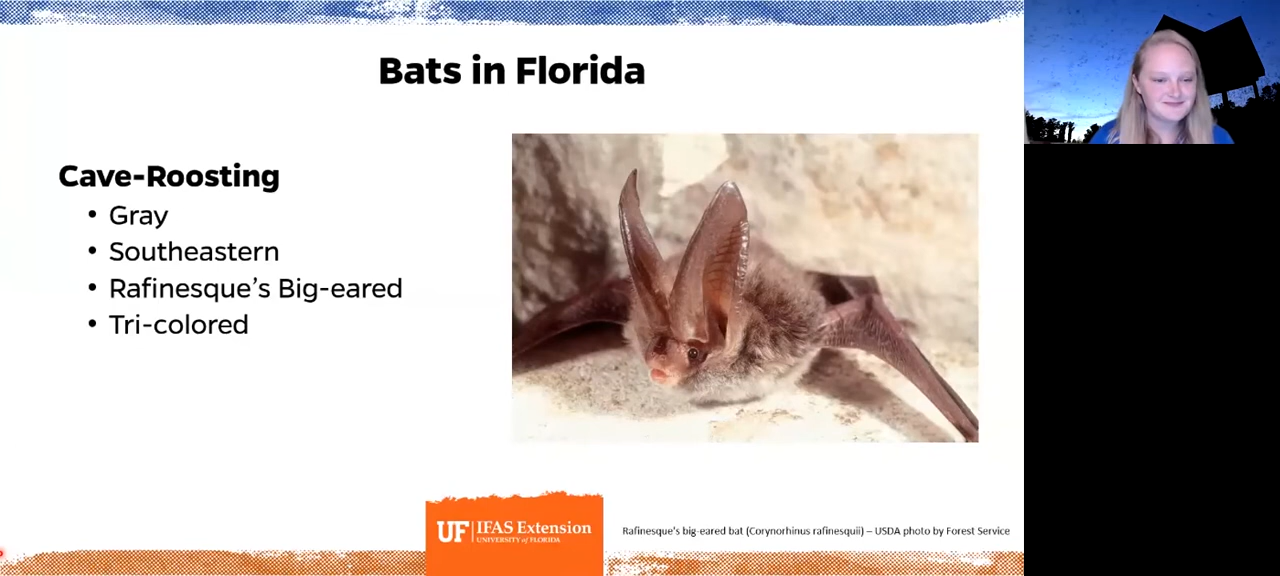 Bats in Florida
Cave-Roosting
• Gray
• Southeastern
• Rafinesque's Big-eared
• Tri-colored
UF | IFAS Extension
UNIVERSITY of FLORIDA
Rafinesque's big-eared bat (Corynorhinus rafinesquii) – USDA photo by Forest Service